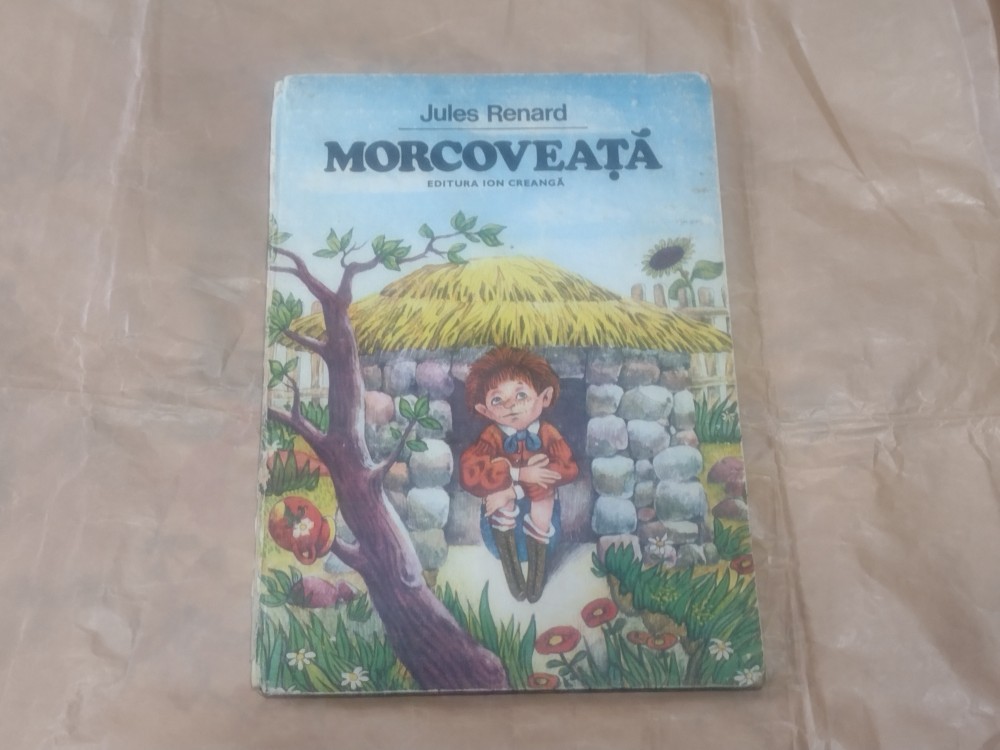 Jules Renard
MORCOVEAȚĂ
EDITURA ION CREANGĂ